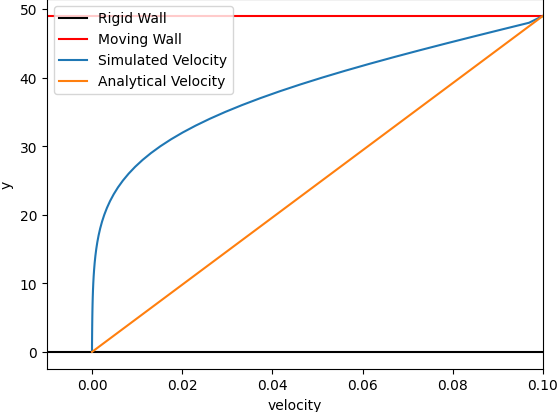 Rigid Wall
Moving Wall
Simulated Velocity
Analytical Velocity
50
40
30
20
10
0
y
0.00 0.02 0.04 0.06 0.08 0.10
velocity